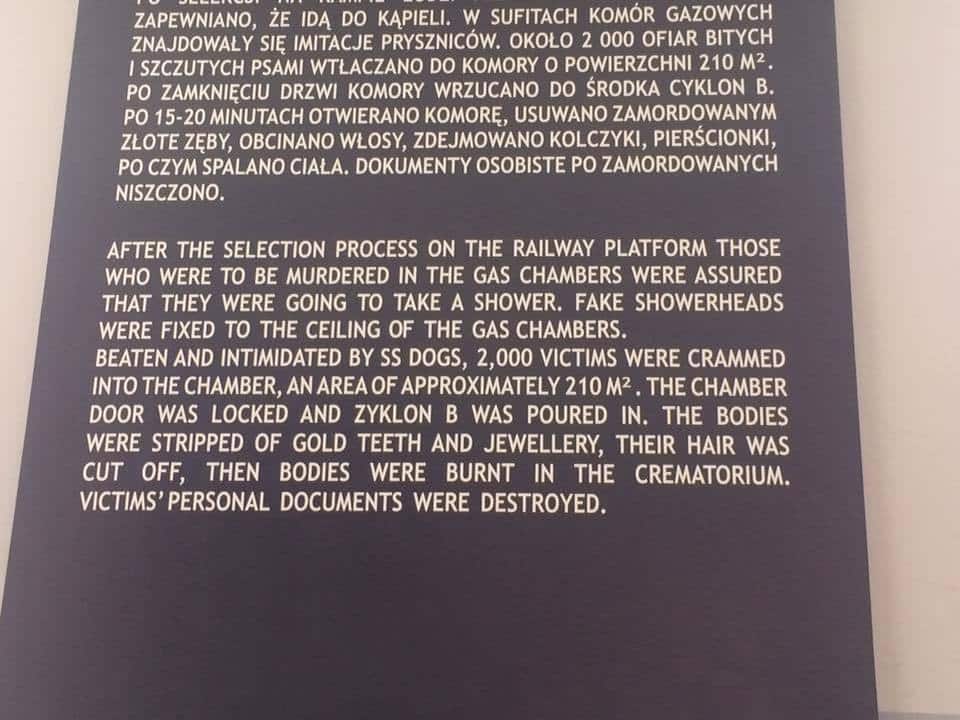 ZAPEWNIANO, ŻE IDĄ DO KĄPIELI. W SUFITACH KOMÓR GAZOWYCH
ZNAJDOWAŁY SIĘ IMITACJE PRYSZNICÓW. OKOŁO 2 000 OFIAR BITYCH
I SZCZUTYCH PSAMI WTŁACZANO DO KOMORY O POWIERZCHNI 210 M².
PO ZAMKNIĘCIU DRZWI KOMORY WRZUCANO DO ŚRODKA CYKLON B.
PO 15-20 MINUTACH OTWIERANO KOMORĘ, USUWANO ZAMORDOWANYM
ZŁOTE ZĘBY, OBCINANO WŁOSY, ZDEJMOWANO KOLCZYKI, PIERŚCIONKI,
PO CZYM SPALANO CIAŁA. DOKUMENTY OSOBISTE PO ZAMORDOWANYCH
NISZCZONO.
AFTER THE SELECTION PROCESS ON THE RAILWAY PLATFORM THOSE
WHO WERE TO BE MURDERED IN THE GAS CHAMBERS WERE ASSURED
THAT THEY WERE GOING TO TAKE A SHOWER. FAKE SHOWERHEADS
WERE FIXED TO THE CEILING OF THE GAS CHAMBERS.
BEATEN AND INTIMIDATED BY SS DOGS, 2,000 VICTIMS WERE CRAMMED
INTO THE CHAMBER, AN AREA OF APPROXIMATELY 210 M². THE CHAMBER
DOOR WAS LOCKED AND ZYKLON B WAS POURED IN. THE BODIES
WERE STRIPPED OF GOLD TEETH AND JEWELLERY, THEIR HAIR WAS
CUT OFF, THEN BODIES WERE BURNT IN THE CREMATORIUM.
VICTIMS' PERSONAL DOCUMENTS WERE DESTROYED.